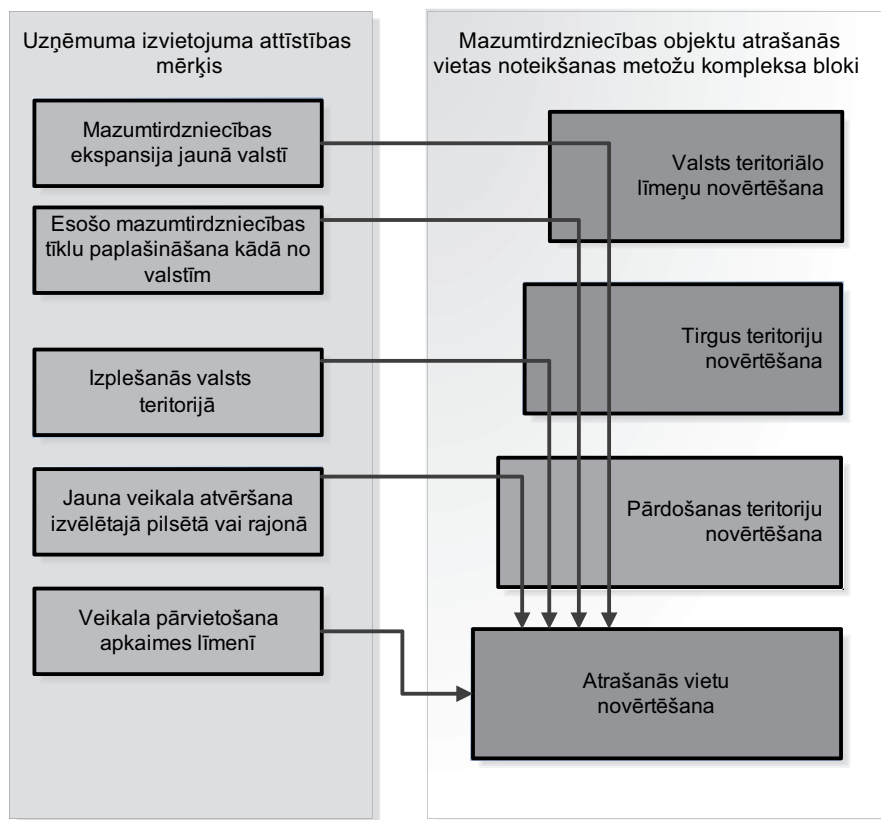 Uzņēmuma izvietojuma attīstības
mērķis
Mazumtirdzniecības
ekspansija jaunā valstī
Esošo mazumtirdzniecības
tīklu paplašināšana kādā no
valstīm
Izplešanās valsts
teritorijā
Jauna veikala atvēršana
izvēlētajā pilsētā vai rajonā
Veikala pārvietošana
apkaimes līmenī
Mazumtirdzniecības objektu atrašanās
vietas noteikšanas metožu kompleksa bloki
Valsts teritoriālo
līmeņu novērtēšana
Tirgus teritoriju
novērtēšana
Pārdošanas teritoriju
novērtēšana
Atrašanās vietu
novērtēšana